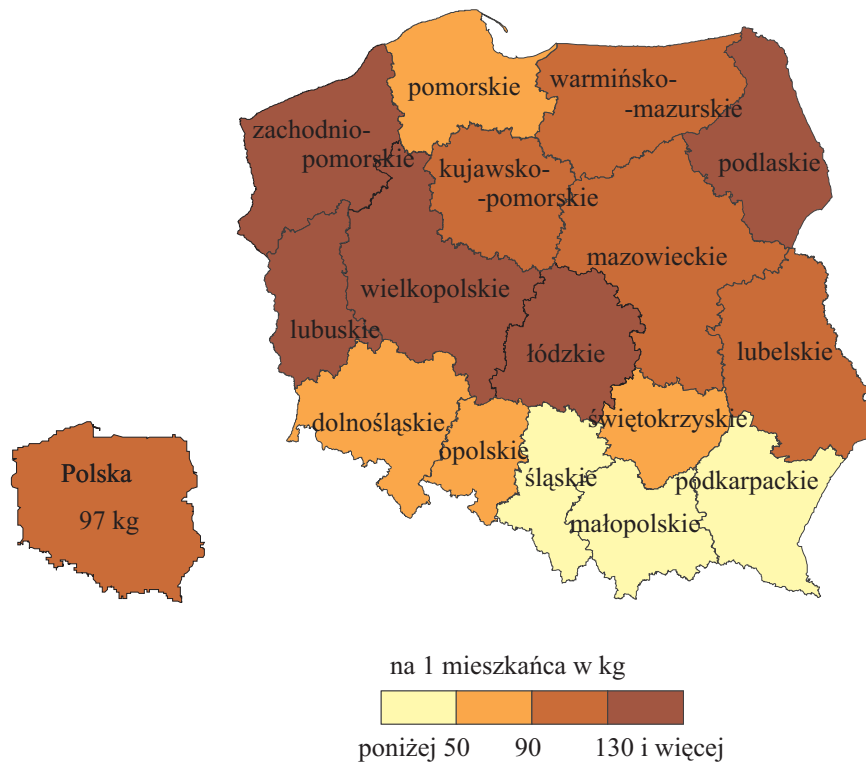 pomorskie
warmińsko-
-mazurskie
zachodnio-
pomorskie
podlaskie
kujawsko-
-pomorskie
mazowieckie
wielkopolskie
lubuskie
łódzkie
lubelskie
dolnośląskie
świętokrzyskie
opolskie
śląskie
podkarpackie
małopolskie
Polska
97 kg
na 1 mieszkańca w kg
poniżej 50 90 130 i więcej